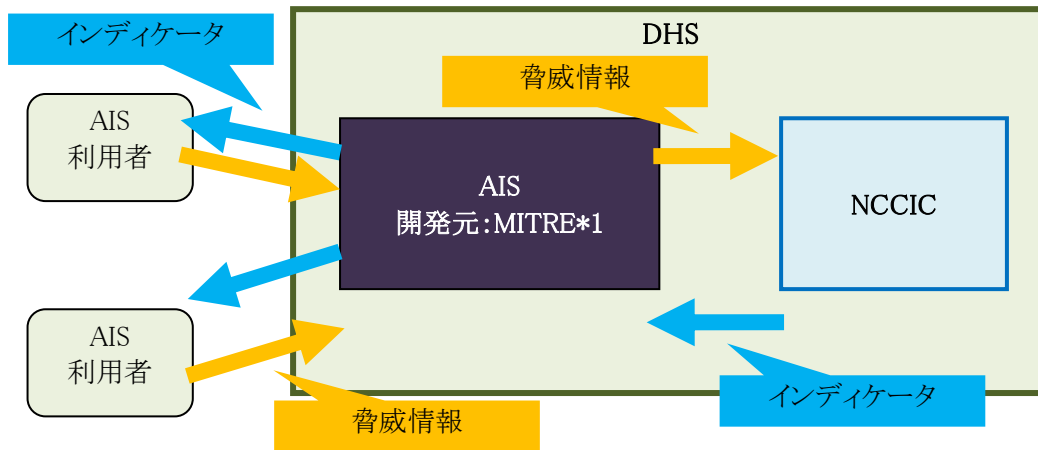 インディケータ
DHS
脅威情報
AIS
利用者
AIS
開発元：MITRE*1
NCCIC
AIS
利用者
インディケータ
脅威情報